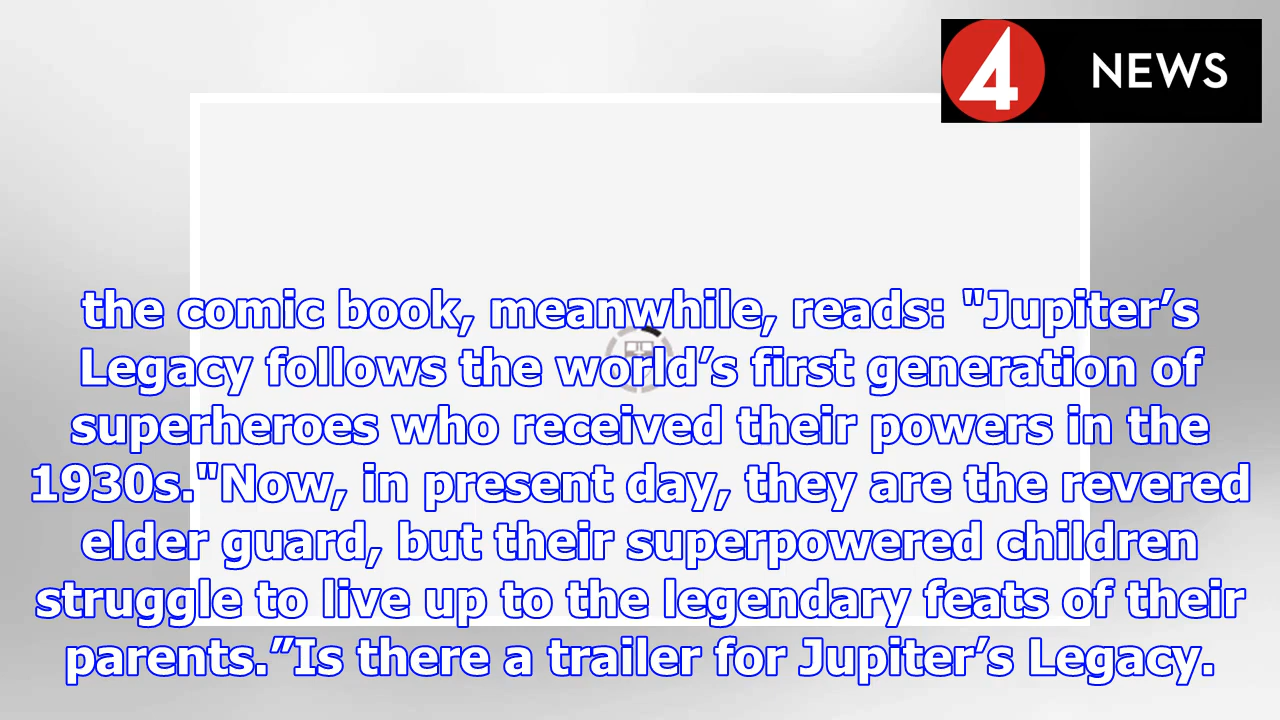 4 NEWS
the comic book, meanwhile, reads: "Jupiter’s
Legacy follows the world’s first generation of
superheroes who received their powers in the
1930s."Now, in present day, they are the revered
elder guard, but their superpowered children
struggle to live up to the legendary feats of their
parents.”Is there a trailer for Jupiter’s Legacy.